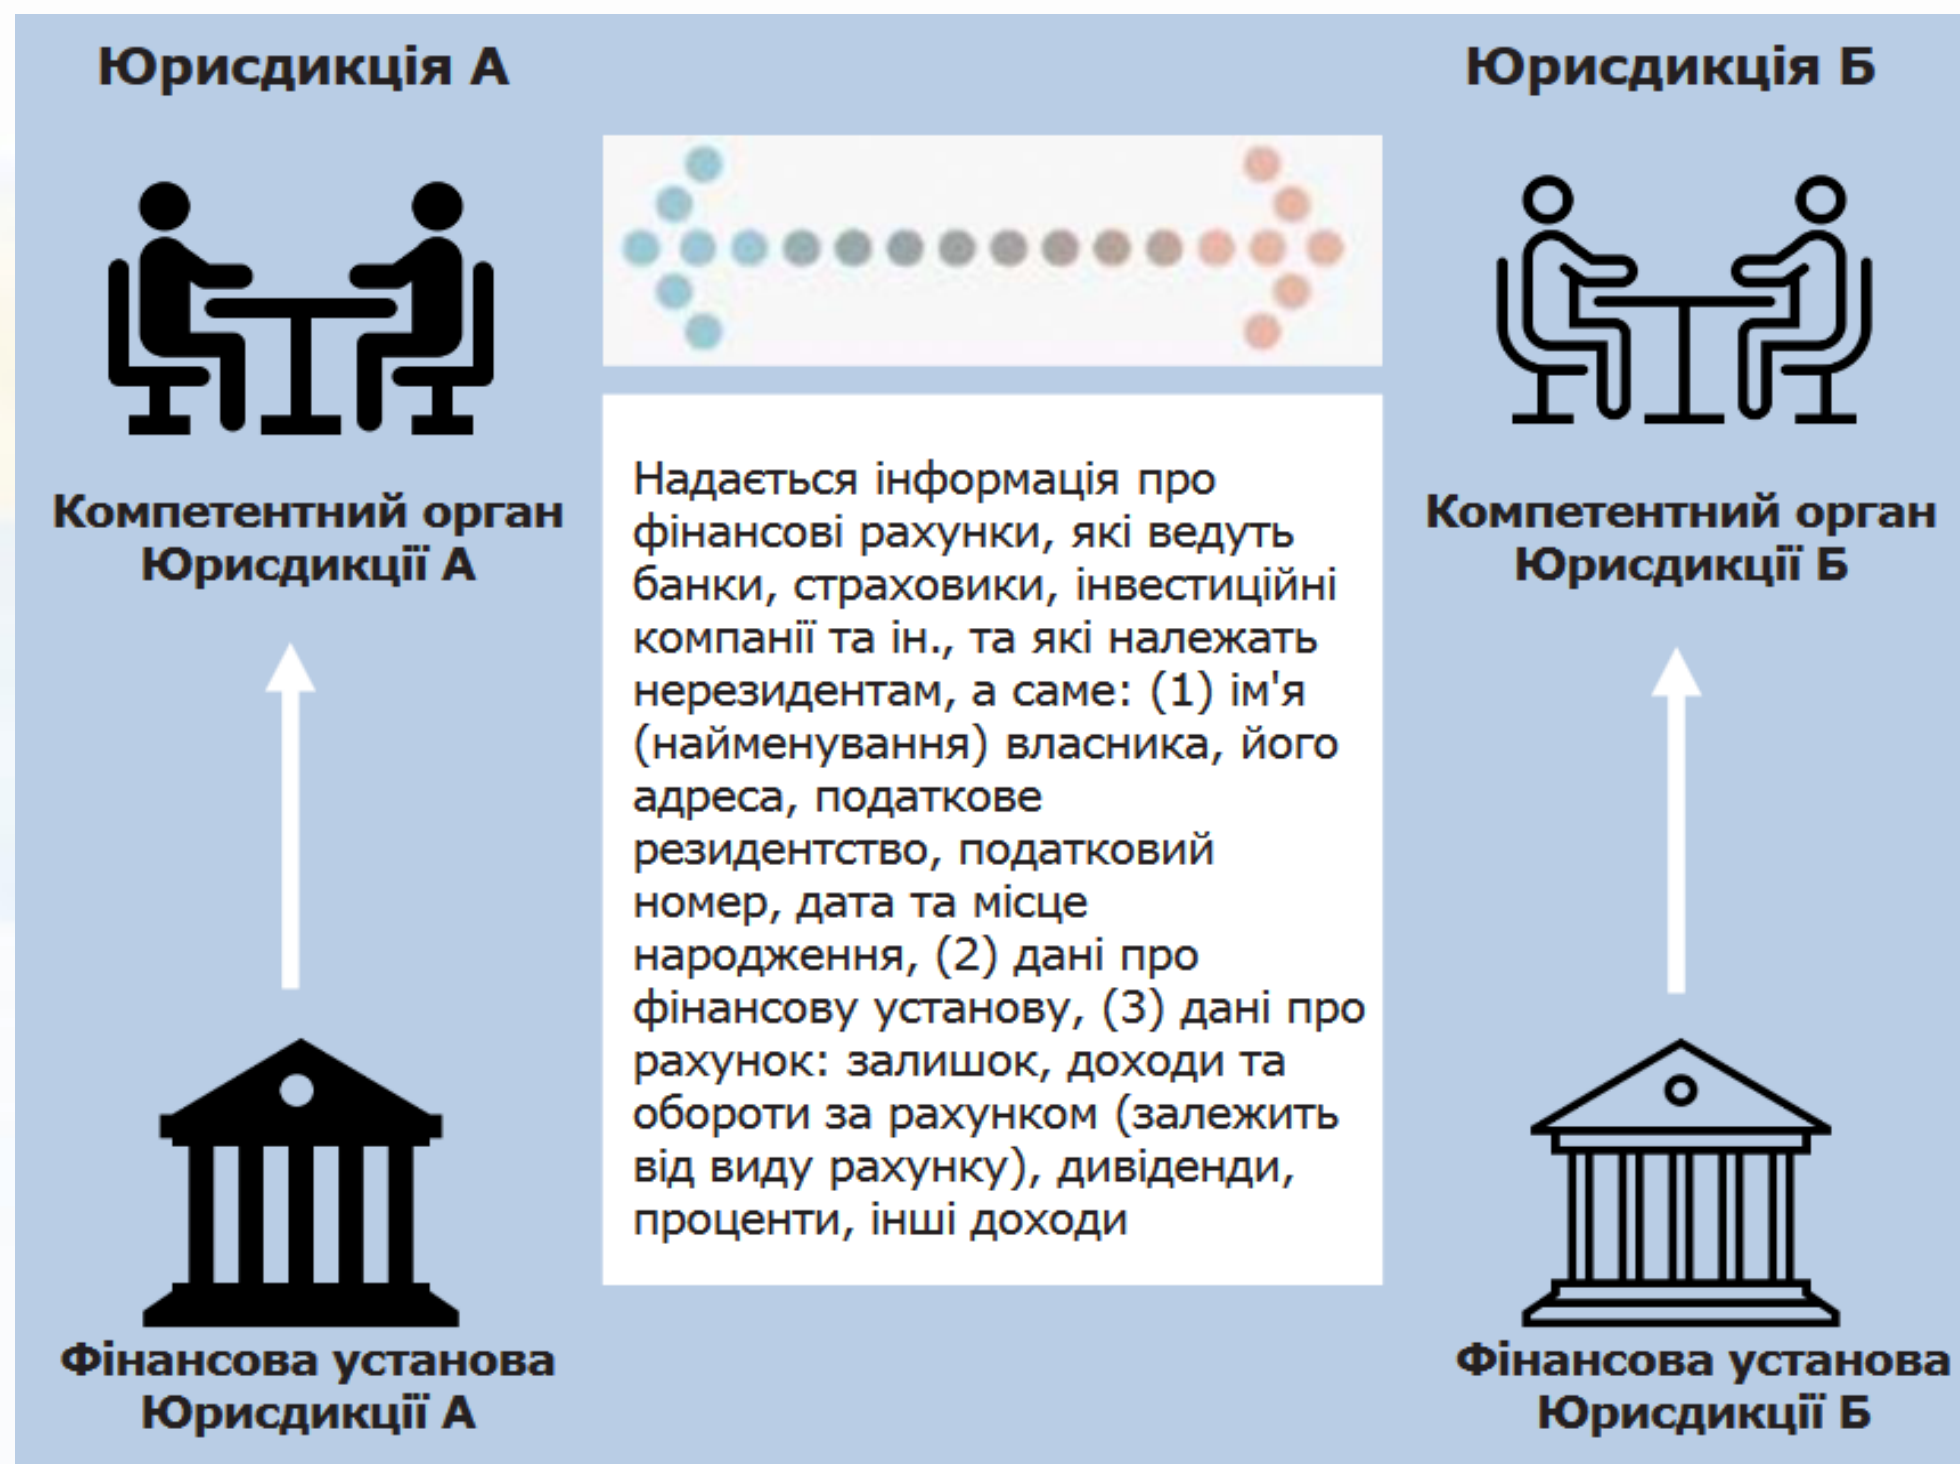 Юрисдикція А
Юрисдикція Б
Компетентний орган
Юрисдикції А
Надається інформація про
фінансові рахунки, які ведуть
банки, страховики, інвестиційні
компанії та ін., та які належать
нерезидентам, а саме: (1) ім'я
(найменування) власника, його
адреса, податкове
резидентство, податковий
номер, дата та місце
народження, (2) дані про
фінансову установу, (3) дані про
рахунок: залишок, доходи та
обороти за рахунком (залежить
від виду рахунку), дивіденди,
проценти, інші доходи
Компетентний орган
Юрисдикції Б
Фінансова установа
Юрисдикції А
Фінансова установа
Юрисдикції Б